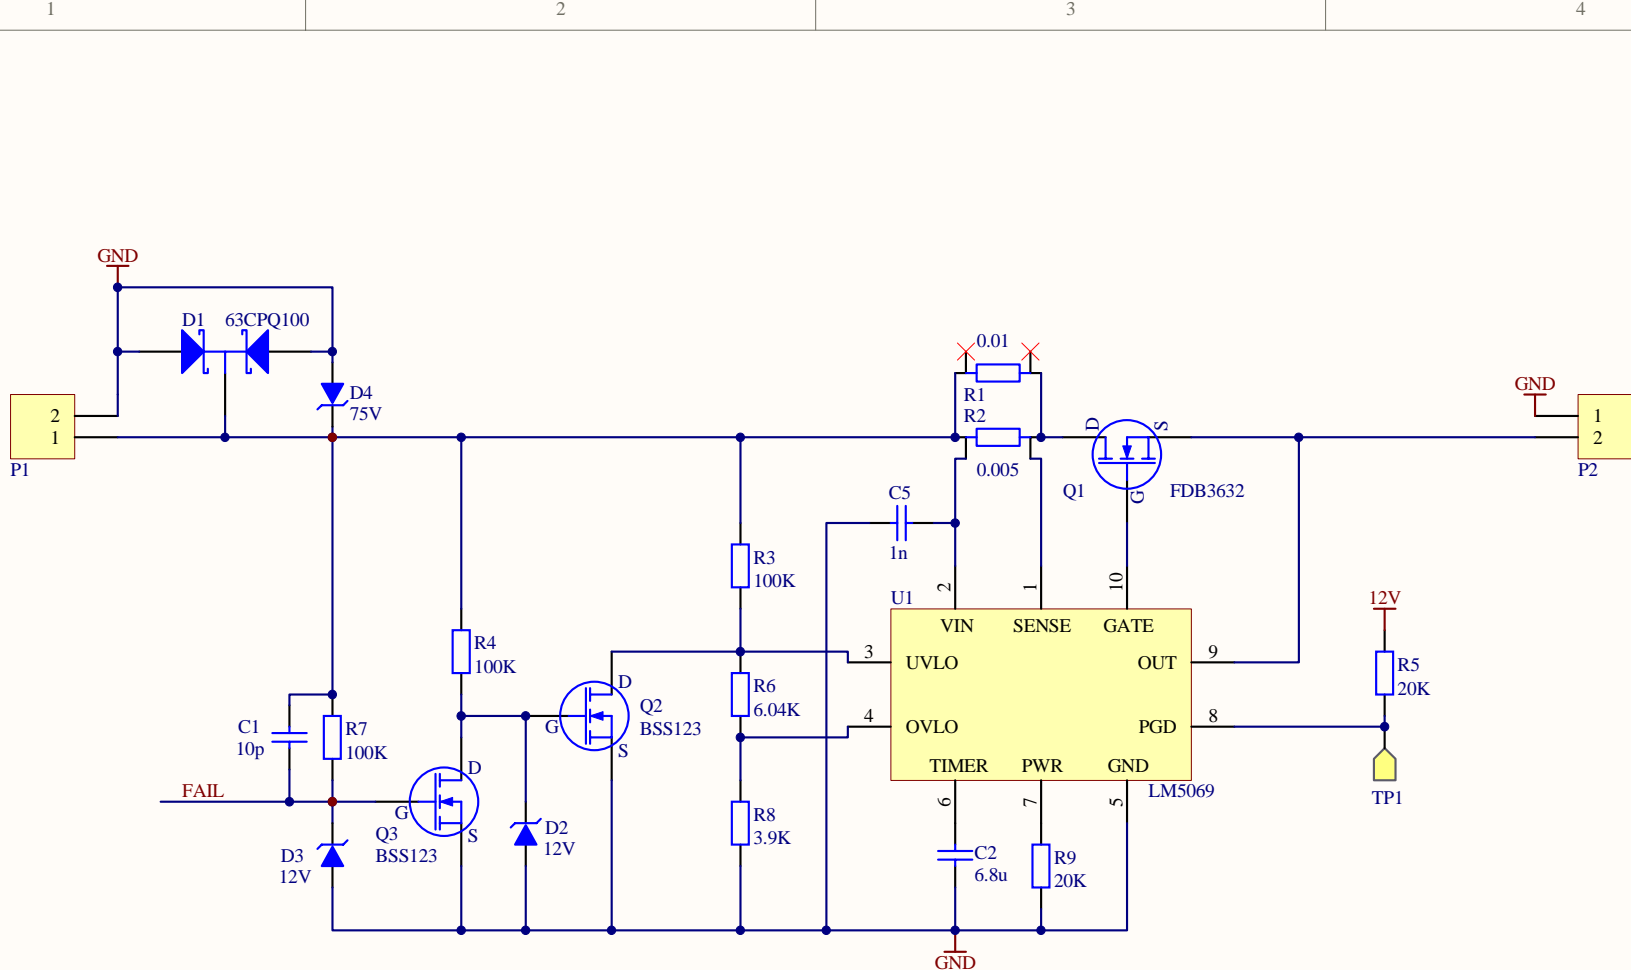 1 2 3 4
GND
D1 63CPQ100
D4
75V
2
1
P1
0.01
R1
R2
0.005
D S
G
Q1 FDB3632
GND
1
2
P2
C5
1n
R3
100K
R4
100K
U1
2 1 10
VIN SENSE GATE
3 UVLO OUT 9
4 OVLO PGD 8
TIMER PWR GND
6 7 5
LM5069
12V
R5
20K
TP1
R6
6.04K
D
G
S
Q2
BSS123
C1
10p
R7
100K
FAIL
D
G
S
Q3
BSS123
D2
12V
D3
12V
R8
3.9K
C2
6.8u
R9
20K
GND